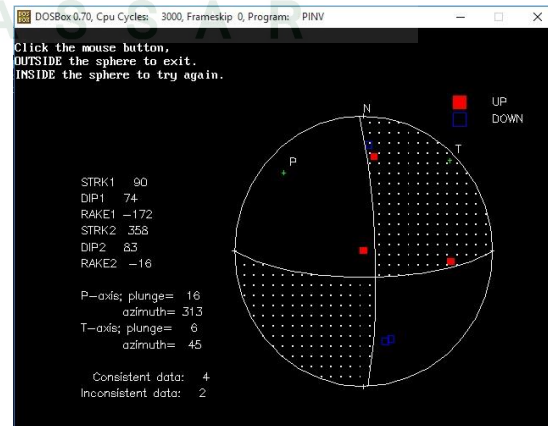 DOSBox 0.70, Cpu Cycles: 3000, Frameskip 0, Program: PINV
A S S A R
Click the mouse button,
OUTSIDE the sphere to exit.
INSIDE the sphere to try again.
N
UP
DOWN
P
T
STRK1 90
DIP1 74
RAKE1 -172
STRK2 358
DIP2 83
RAKE2 -16
P-axis; plunge= 16
azimuth= 313
T-axis; plunge= 6
azimuth= 45
Consistent data: 4
Inconsistent data: 2